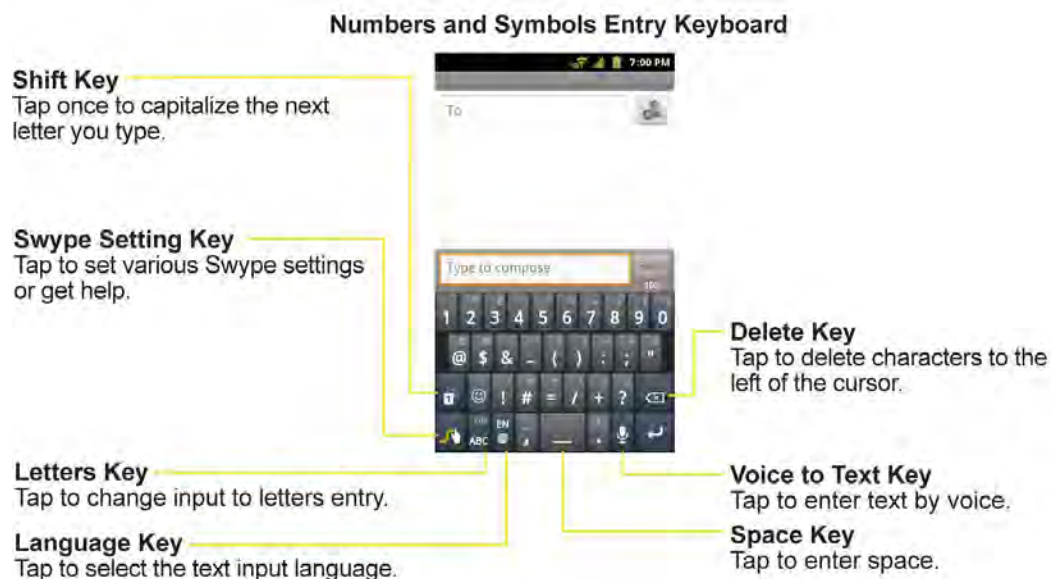 Numbers and Symbols Entry Keyboard
Shift Key
Tap once to capitalize the next
letter you type.
Swype Setting Key
Tap to set various Swype settings
or get help.
Letters Key
Tap to change input to letters entry.
Language Key
Tap to select the text input language.
7:00 PM
To
Type to compose
160
1 2 3 4 5 6 7 8 9 0
@ $ & _ ( ) : ; "
! # = / + ?
ABC EN @ , .
Delete Key
Tap to delete characters to the
left of the cursor.
Voice to Text Key
Tap to enter text by voice.
Space Key
Tap to enter space.